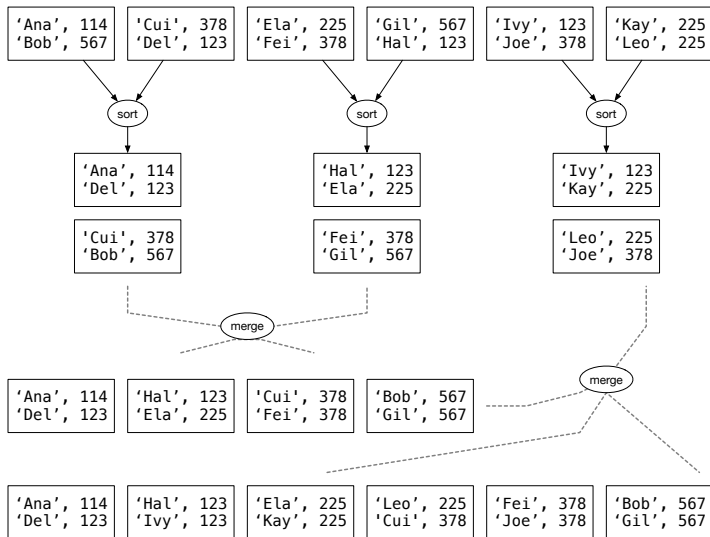 ‘Ana’, 114 'Cui', 378 ‘Ela’, 225 ‘Gil’, 567 ‘Ivy’, 123 ‘Kay’, 225
‘Bob’, 567 ‘Del’, 123 ‘Fei’, 378 ‘Hal’, 123 ‘Joe’, 378 ‘Leo’, 225
sort sort sort
‘Ana’, 114 ‘Hal’, 123 ‘Ivy’, 123
‘Del’, 123 ‘Ela’, 225 ‘Kay’, 225
'Cui', 378 ‘Fei’, 378 ‘Leo’, 225
‘Bob’, 567 ‘Gil’, 567 ‘Joe’, 378
merge
merge
‘Ana’, 114 ‘Hal’, 123 'Cui', 378 ‘Bob’, 567
‘Del’, 123 ‘Ela’, 225 ‘Fei’, 378 ‘Gil’, 567
‘Ana’, 114 ‘Hal’, 123 ‘Ela’, 225 ‘Leo’, 225 ‘Fei’, 378 ‘Bob’, 567
‘Del’, 123 ‘Ivy’, 123 ‘Kay’, 225 'Cui', 378 ‘Joe’, 378 ‘Gil’, 567